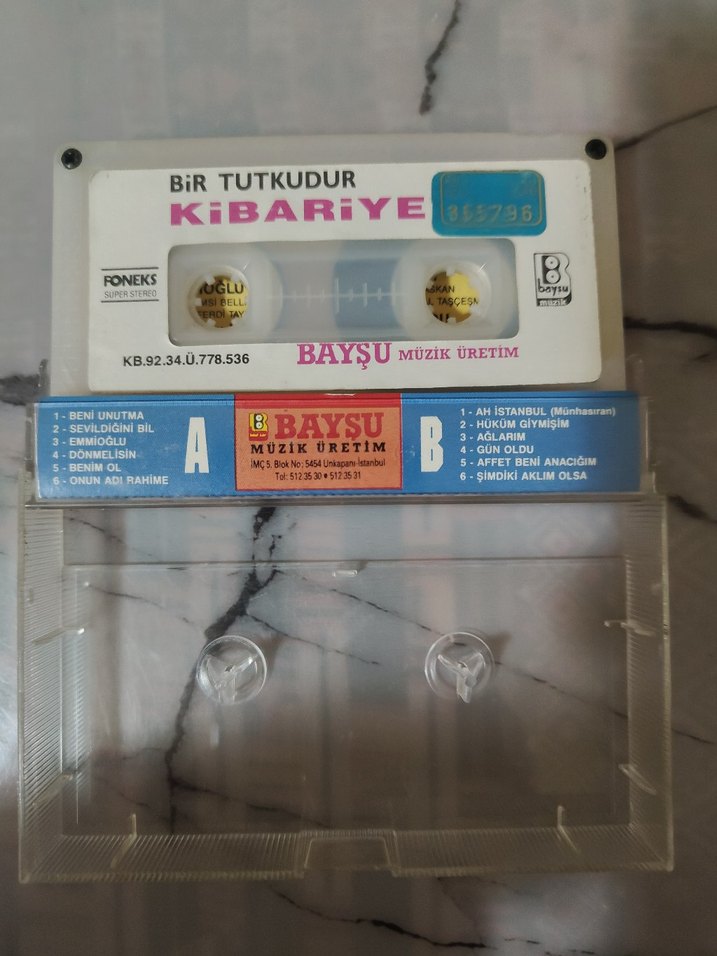 BiR TUTKUDUR
KiBARiYE
PONEKS
SUPER STEREO
baysu
müzik
KB.92.34.Ü.778.536
BAYŞU MÜZİK ÜRETİM
1 - BENİ UNUTMA
2 - SEVİLDİĞİNİ BİL
3 - EMMİOĞLU
4 - DÖNMELİSİN
5 - BENİM OL
6 - ONUN ADI RAHİME
A
BAYŞU
MÜZİK ÜRETİM
İMÇ 5. Blok No: 5454 Unkapanı-İstanbul
Tel: 512 35 30 • 512 35 31
B
1 - AH İSTANBUL (Münhasıran)
2 - HÜKÜM GİYMİŞİM
3 - AĞLARIM
4 - GÜN OLDU
5 - AFFET BENİ ANACIĞIM
6 - ŞİMDİKİ AKLIM OLSA